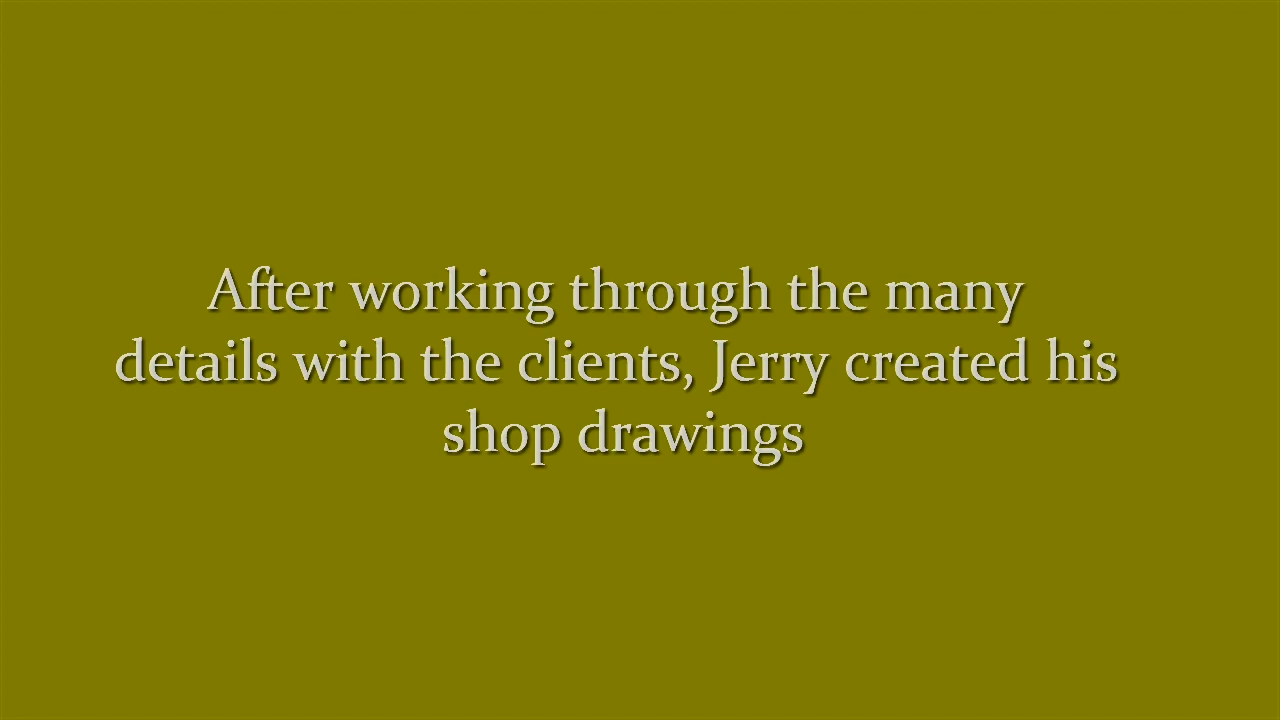 After working through the many
details with the clients, Jerry created his
shop drawings